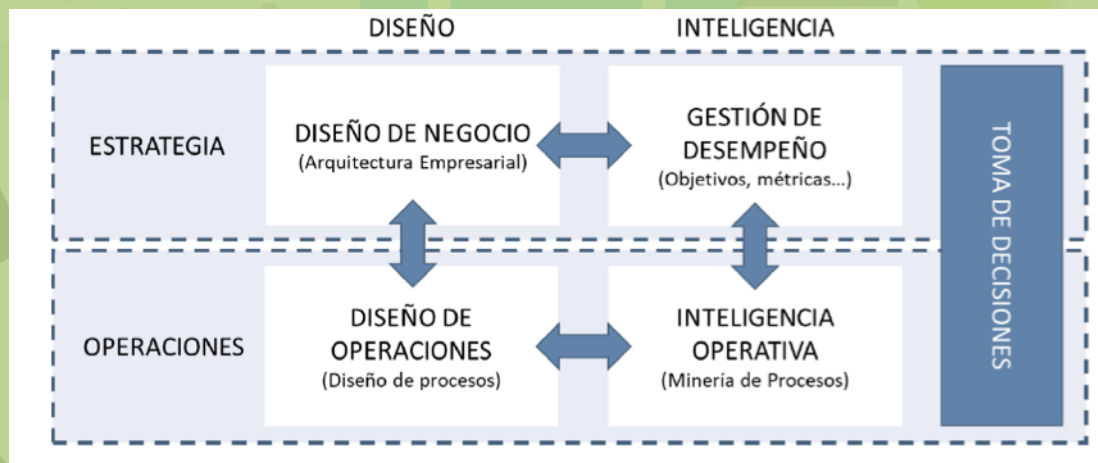 DISEÑO
INTELIGENCIA
ESTRATEGIA
DISEÑO DE NEGOCIO
(Arquitectura Empresarial)
GESTIÓN DE
DESEMPEÑO
(Objetivos, métricas...)
OPERACIONES
DISEÑO DE
OPERACIONES
(Diseño de procesos)
INTELIGENCIA
OPERATIVA
(Minería de Procesos)
TOMA DE DECISIONES